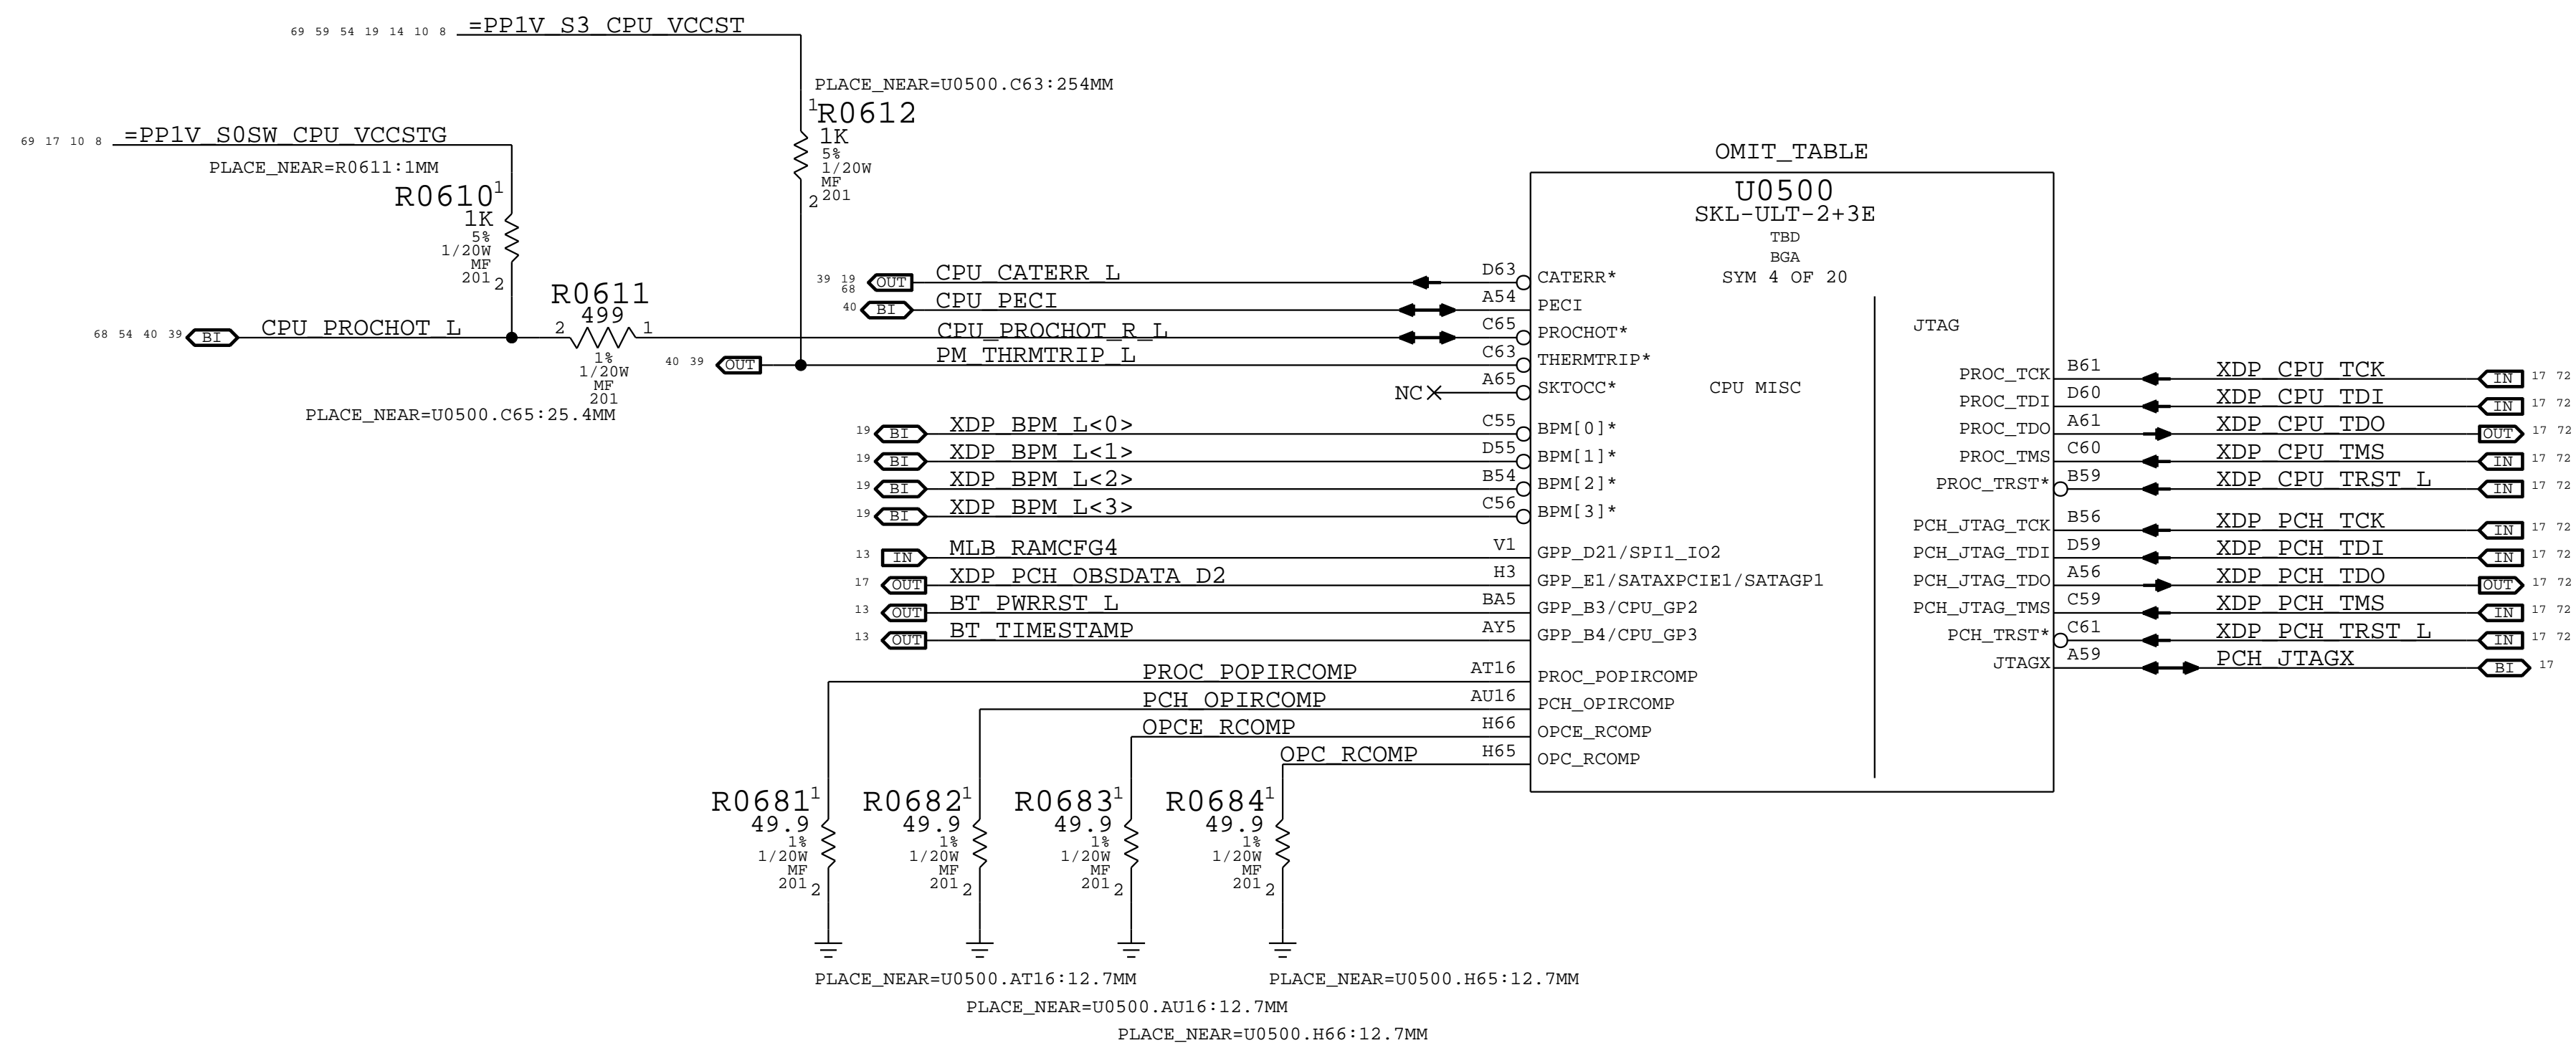 69 59 54 19 14 10 8 =PP1V_S3_CPU_VCCST
PLACE_NEAR=U0500.C63:254MM
1 R0612
1K
5%
1/20W
MF
201
2
69 17 10 8 =PP1V_S0SW_CPU_VCCSTG
PLACE_NEAR=R0611:1MM
R0610 1
1K
5%
1/20W
MF
201
2
R0611
2 499 1
1%
1/20W
MF
201
PLACE_NEAR=U0500.C65:25.4MM
68 54 40 39 BI CPU_PROCHOT_L
OMIT_TABLE
U0500
SKL-ULT-2+3E
TBD
BGA
SYM 4 OF 20
39 19 68 OUT CPU_CATERR_L D63 CATERR*
40 BI CPU_PECI A54 PECI
CPU_PROCHOT_R_L C65 PROCHOT*
40 39 OUT PM_THRMTRIP_L C63 THERMTRIP*
NC A65 SKTOCC*
CPU MISC
19 BI XDP_BPM_L<0> C55 BPM[0]*
19 BI XDP_BPM_L<1> D55 BPM[1]*
19 BI XDP_BPM_L<2> B54 BPM[2]*
19 BI XDP_BPM_L<3> C56 BPM[3]*
13 IN MLB_RAMCFG4 V1 GPP_D21/SPI1_IO2
17 OUT XDP_PCH_OBSDATA_D2 H3 GPP_E1/SATAXPCIE1/SATAGP1
13 OUT BT_PWRRST_L BA5 GPP_B3/CPU_GP2
13 OUT BT_TIMESTAMP AY5 GPP_B4/CPU_GP3
PROC_POPIRCOMP AT16 PROC_POPIRCOMP
PCH_OPIRCOMP AU16 PCH_OPIRCOMP
OPCE_RCOMP H66 OPCE_RCOMP
OPC_RCOMP H65 OPC_RCOMP
JTAG
PROC_TCK B61 XDP_CPU_TCK IN 17 72
PROC_TDI D60 XDP_CPU_TDI IN 17 72
PROC_TDO A61 XDP_CPU_TDO OUT 17 72
PROC_TMS C60 XDP_CPU_TMS IN 17 72
PROC_TRST* B59 XDP_CPU_TRST_L IN 17 72
PCH_JTAG_TCK B56 XDP_PCH_TCK IN 17 72
PCH_JTAG_TDI D59 XDP_PCH_TDI IN 17 72
PCH_JTAG_TDO A56 XDP_PCH_TDO OUT 17 72
PCH_JTAG_TMS C59 XDP_PCH_TMS IN 17 72
PCH_TRST* C61 XDP_PCH_TRST_L IN 17 72
JTAGX A59 PCH_JTAGX BI 17
R0681 1
49.9
1%
1/20W
MF
201 2
R0682 1
49.9
1%
1/20W
MF
201 2
R0683 1
49.9
1%
1/20W
MF
201 2
R0684 1
49.9
1%
1/20W
MF
201 2
PLACE_NEAR=U0500.AT16:12.7MM
PLACE_NEAR=U0500.H65:12.7MM
PLACE_NEAR=U0500.AU16:12.7MM
PLACE_NEAR=U0500.H66:12.7MM